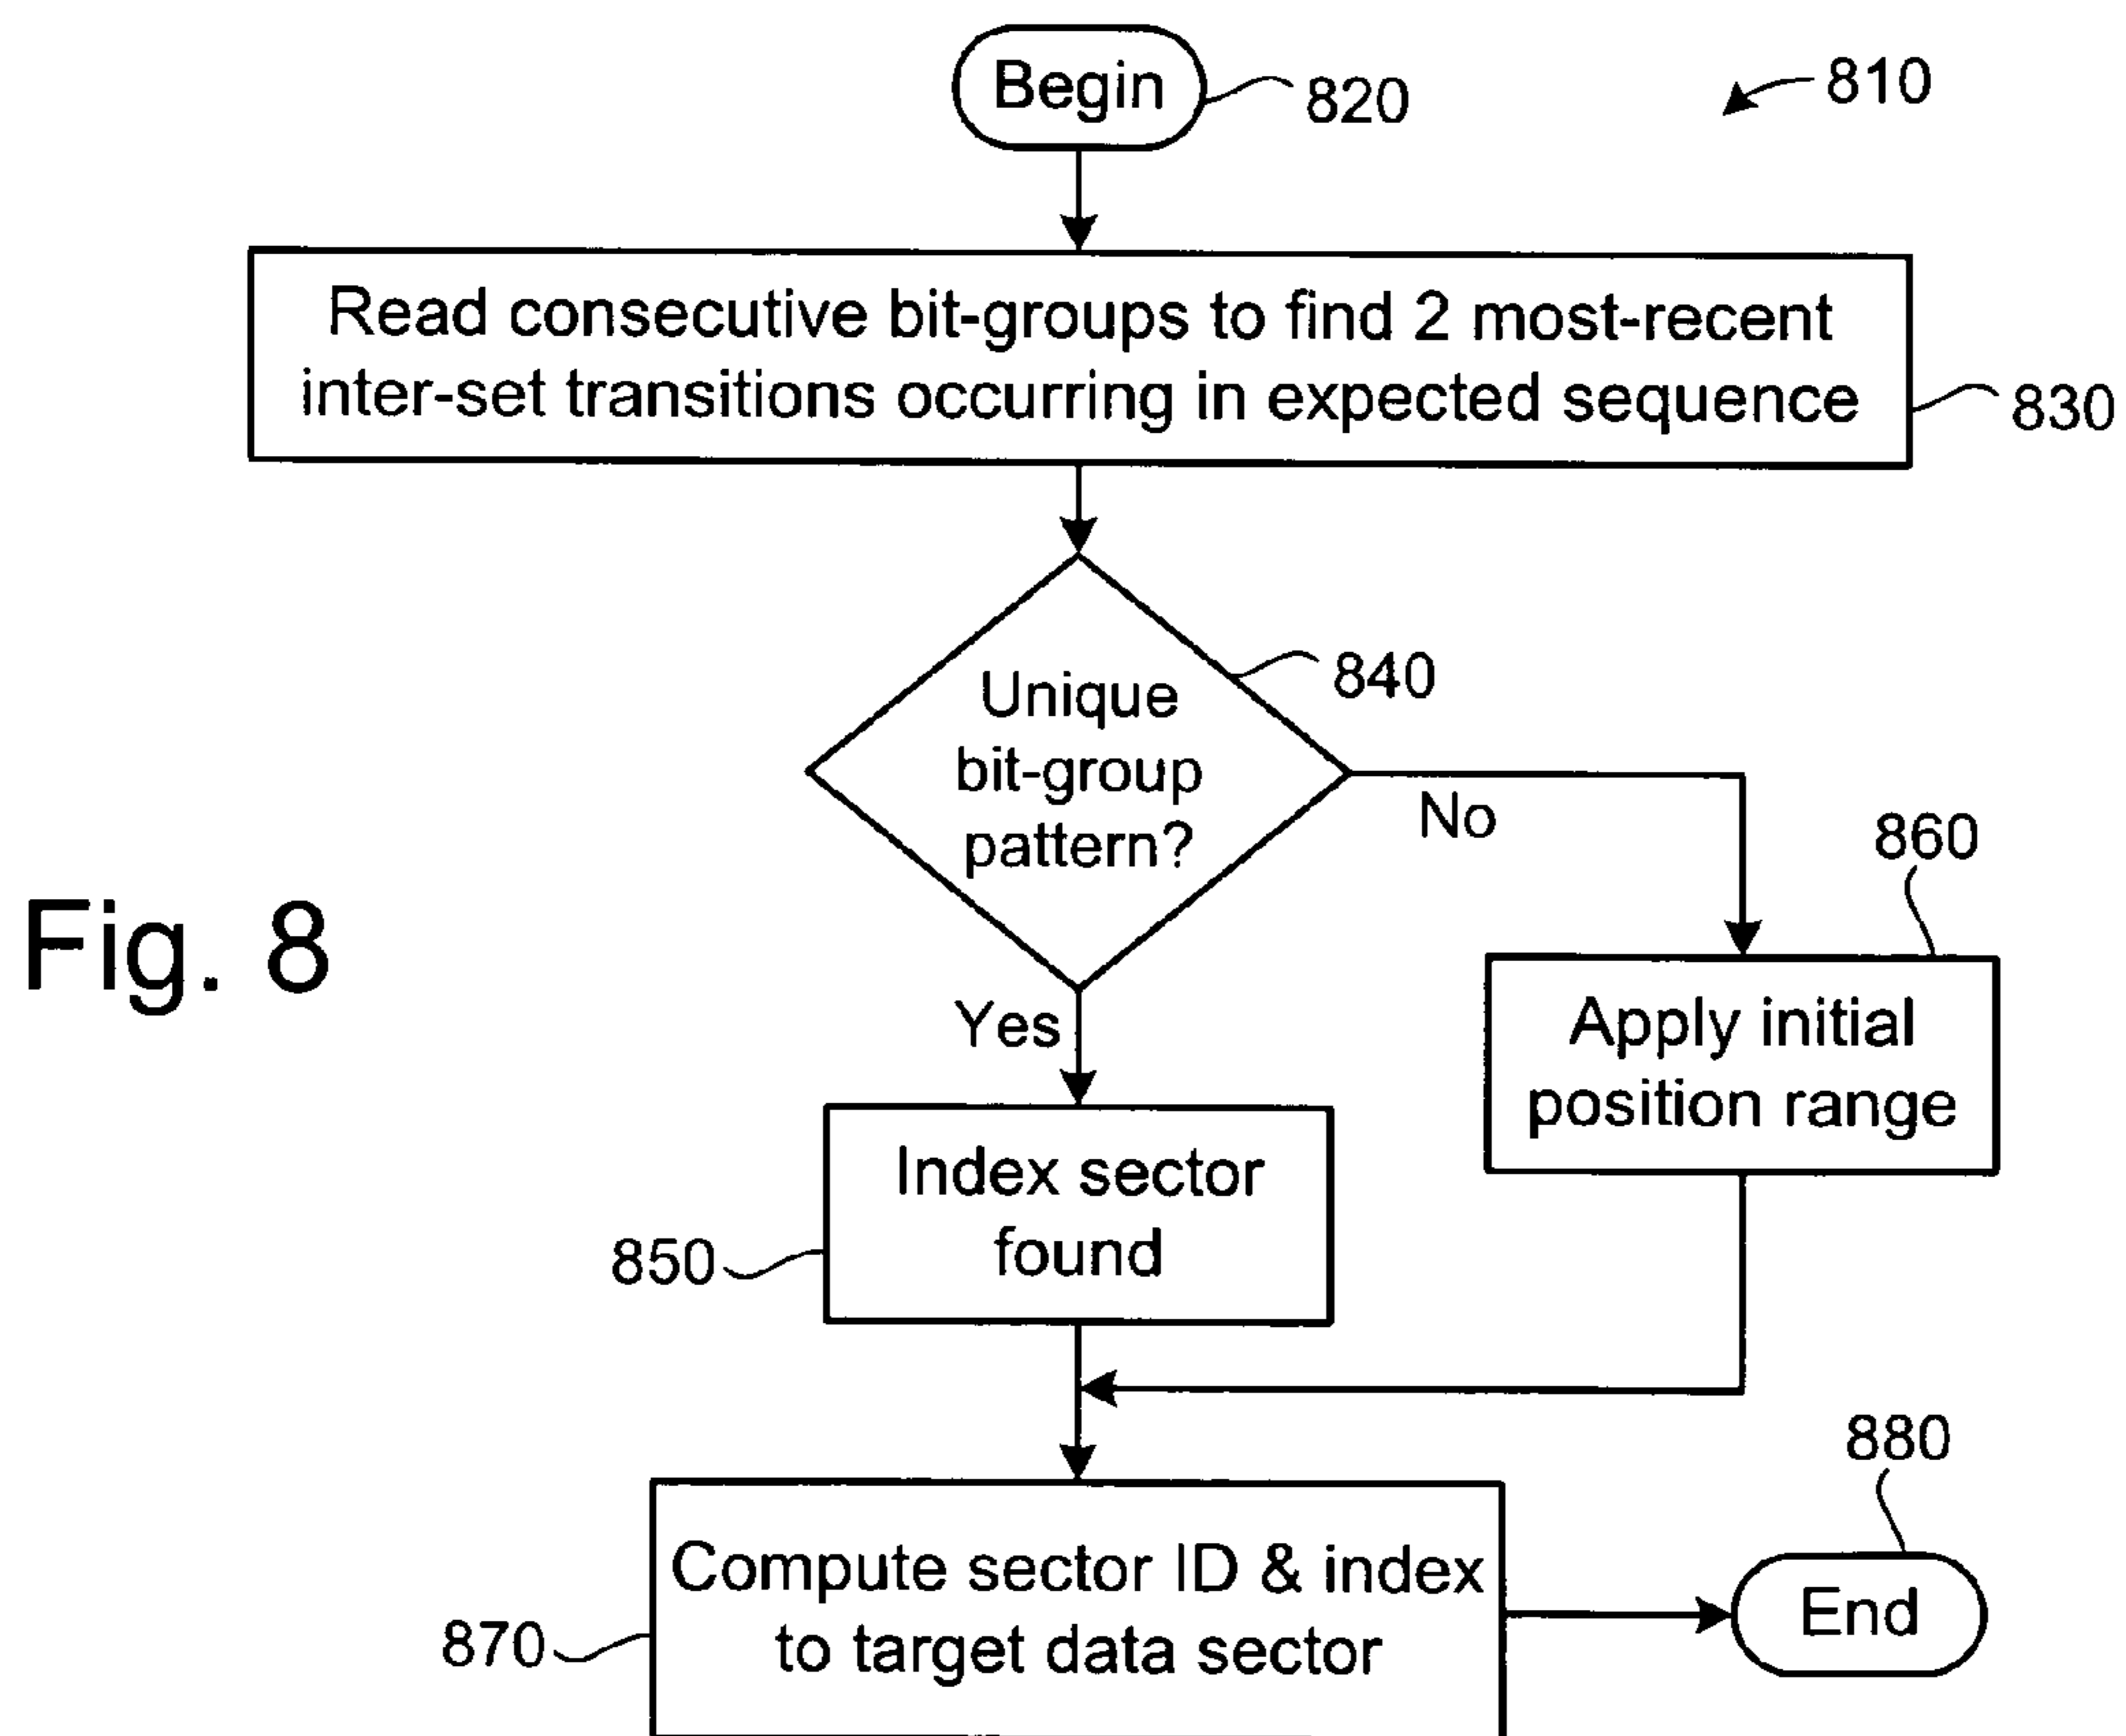 Begin
820
810
Read consecutive bit-groups to find 2 most-recent
inter-set transitions occurring in expected sequence
830
840
Unique
bit-group
pattern?
No
860
Fig. 8
Yes
Apply initial
position range
Index sector
found
850
880
Compute sector ID & index
to target data sector
870
End